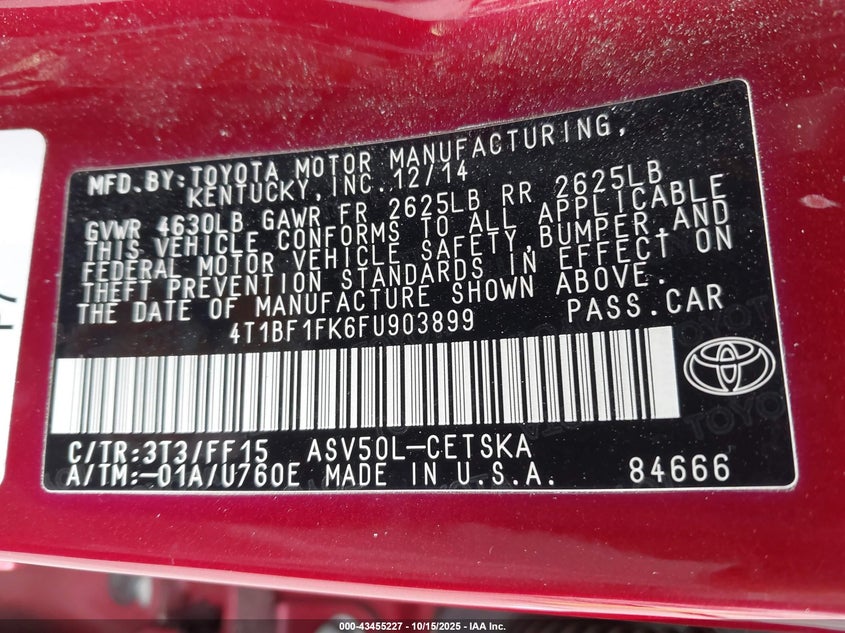 MFD.BY:TOYOTA MOTOR MANUFACTURING,
KENTUCKY,INC.12/14
GVWR 4630LB GAWR FR 2625LB RR 2625LB
THIS VEHICLE CONFORMS TO ALL APPLICABLE
FEDERAL MOTOR VEHICLE SAFETY,BUMPER,AND
THEFT PREVENTION STANDARDS IN EFFECT ON
THE DATE OF MANUFACTURE SHOWN ABOVE.
4T1BF1FK6FU903899 PASS.CAR
C/TR:3T3/FF15 ASV50L-CETSKA
A/TM:-01A/U760E MADE IN U.S.A. 84666
000-43455227 - 10/15/2025 - IAA Inc.